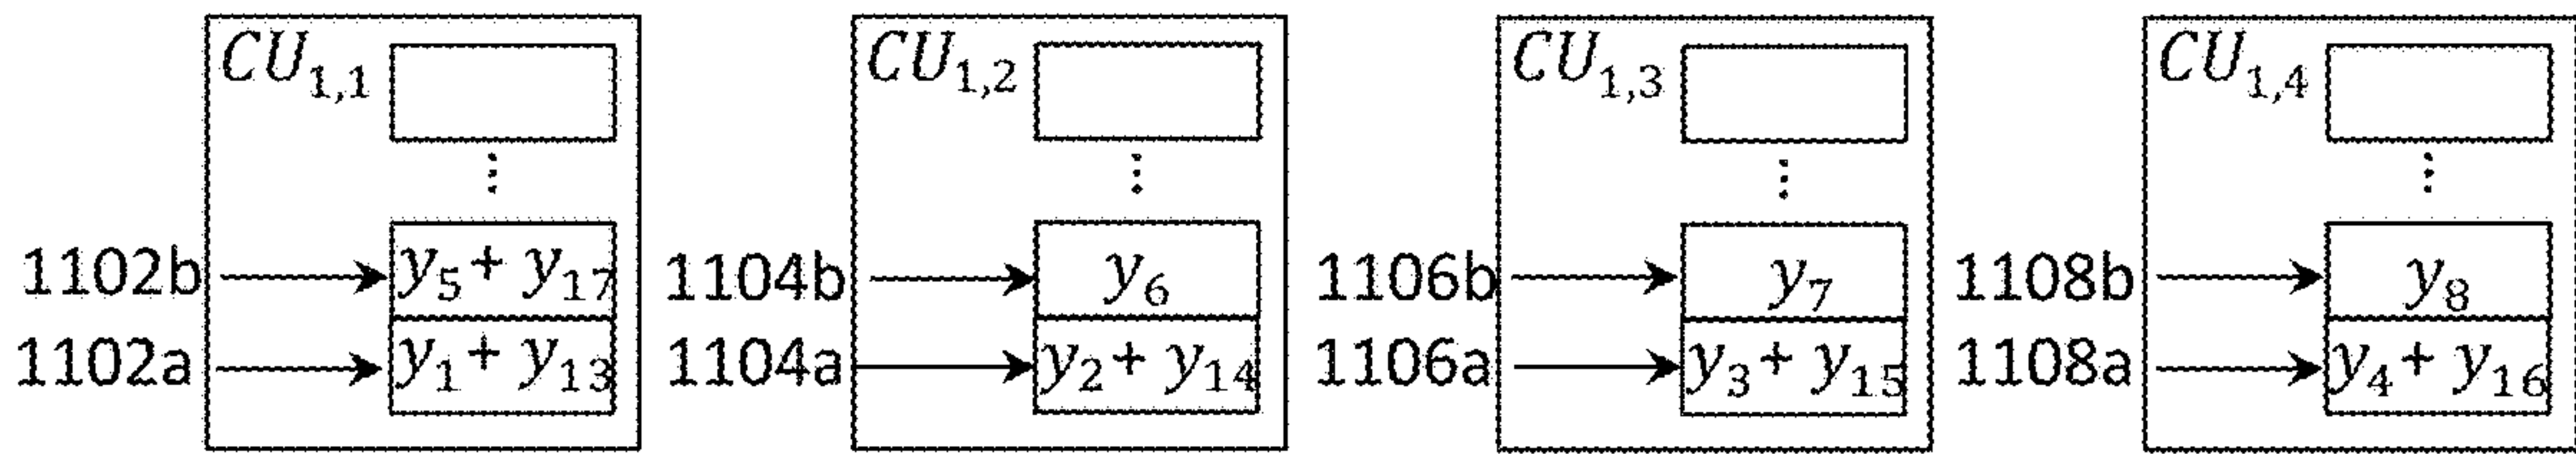 CU₁,₁ CU₁,₂ CU₁,₃ CU₁,₄
⋮ ⋮ ⋮ ⋮
1102b y₅ + y₁₇ 1104b y₆ 1106b y₇ 1108b y₈
1102a y₁ + y₁₃ 1104a y₂ + y₁₄ 1106a y₃ + y₁₅ 1108a y₄ + y₁₆